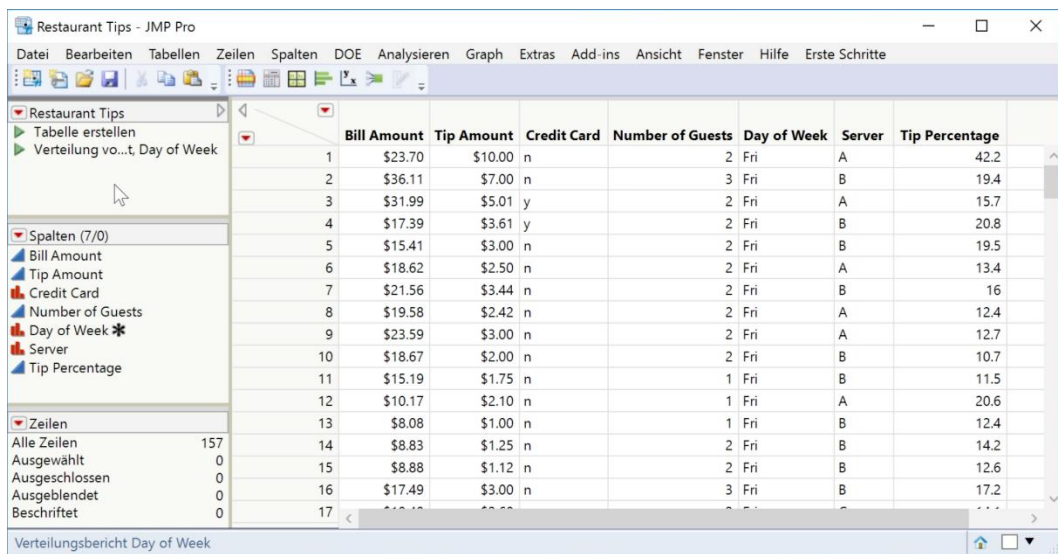 Restaurant Tips - JMP Pro
Datei Bearbeiten Tabellen Zeilen Spalten DOE Analysieren Graph Extras Add-ins Ansicht Fenster Hilfe Erste Schritte
Restaurant Tips
Tabelle erstellen
Verteilung vo...t, Day of Week
Spalten (7/0)
Bill Amount
Tip Amount
Credit Card
Number of Guests
Day of Week
Server
Tip Percentage
Zeilen
Alle Zeilen 157
Ausgewählt 0
Ausgeschlossen 0
Ausgeblendet 0
Beschriftet 0
Bill Amount Tip Amount Credit Card Number of Guests Day of Week Server Tip Percentage
1 $23.70 $10.00 n 2 Fri A 42.2
2 $36.11 $7.00 n 3 Fri B 19.4
3 $31.99 $5.01 y 2 Fri A 15.7
4 $17.39 $3.61 y 2 Fri B 20.8
5 $15.41 $3.00 n 2 Fri B 19.5
6 $18.62 $2.50 n 2 Fri A 13.4
7 $21.56 $3.44 n 2 Fri B 16
8 $19.58 $2.42 n 2 Fri A 12.4
9 $23.59 $3.00 n 2 Fri A 12.7
10 $18.67 $2.00 n 2 Fri B 10.7
11 $15.19 $1.75 n 1 Fri B 11.5
12 $10.17 $2.10 n 1 Fri A 20.6
13 $8.08 $1.00 n 1 Fri B 12.4
14 $8.83 $1.25 n 2 Fri B 14.2
15 $8.88 $1.12 n 2 Fri B 12.6
16 $17.49 $3.00 n 3 Fri B 17.2
17
Verteilungsbericht Day of Week